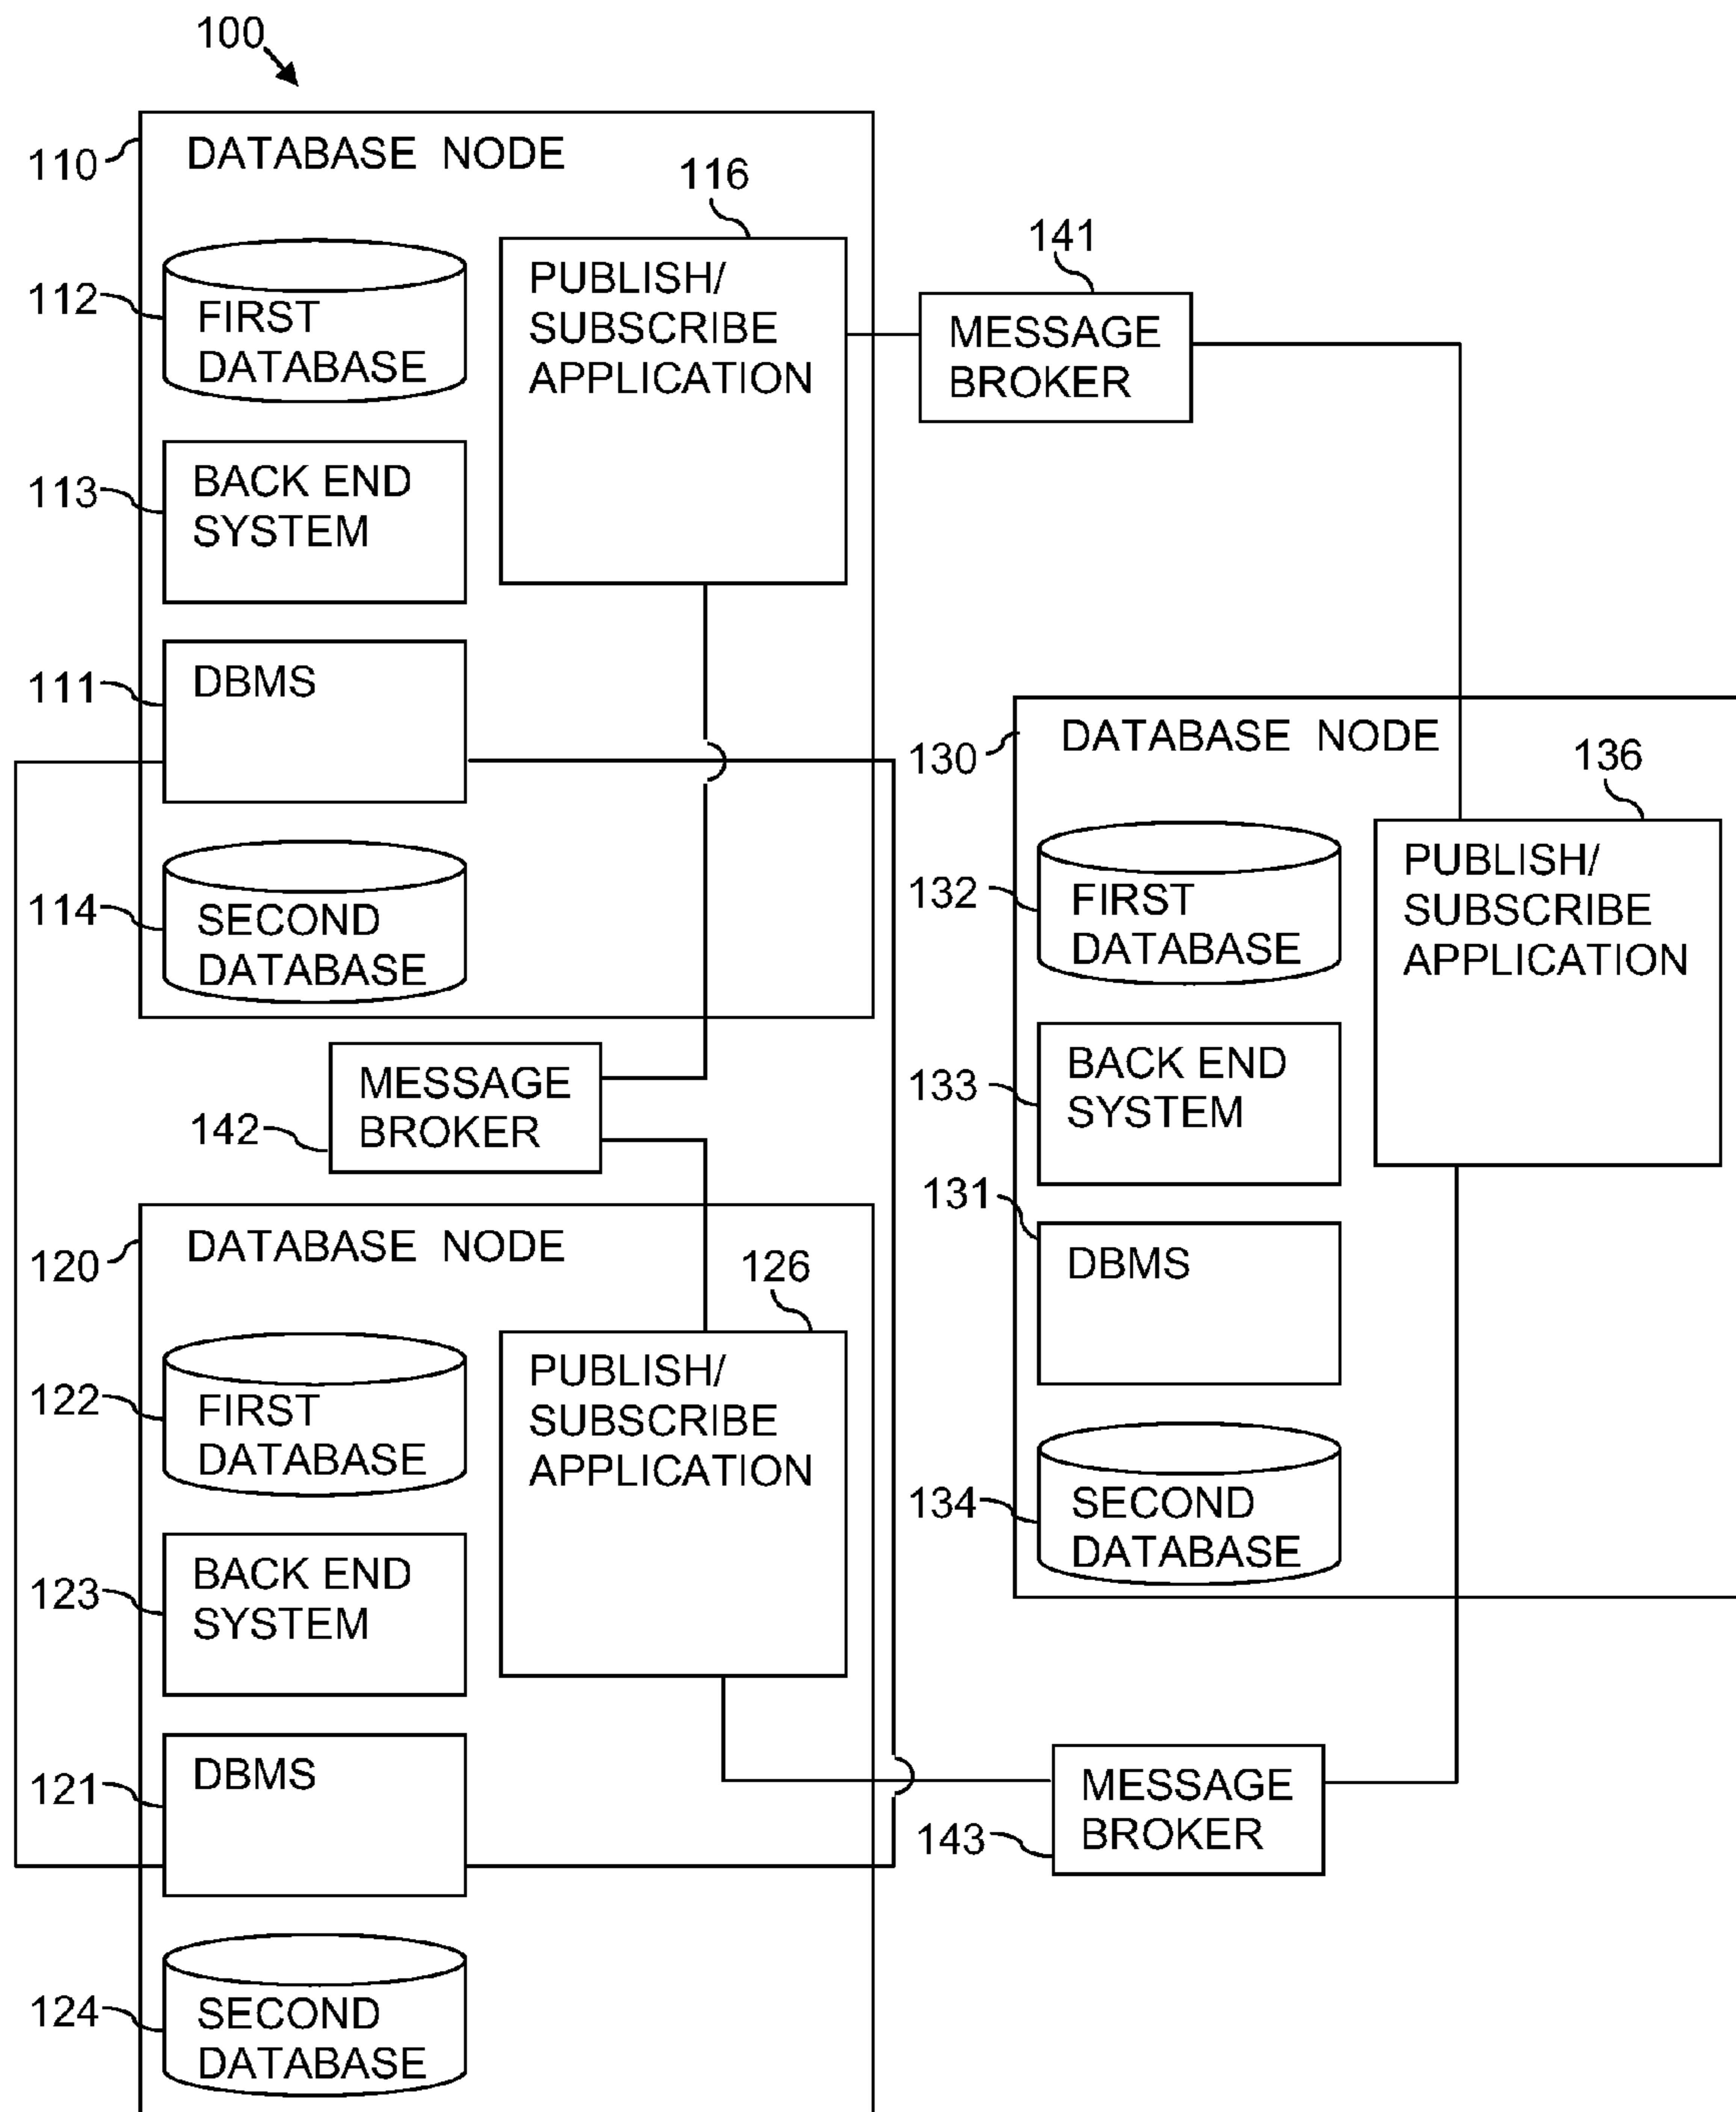 100
110
DATABASE NODE
116
112
FIRST
DATABASE
PUBLISH/
SUBSCRIBE
APPLICATION
141
MESSAGE
BROKER
113
BACK END
SYSTEM
111
DBMS
114
SECOND
DATABASE
130
DATABASE NODE
136
132
FIRST
DATABASE
PUBLISH/
SUBSCRIBE
APPLICATION
133
BACK END
SYSTEM
131
DBMS
134
SECOND
DATABASE
142
MESSAGE
BROKER
120
DATABASE NODE
126
122
FIRST
DATABASE
PUBLISH/
SUBSCRIBE
APPLICATION
123
BACK END
SYSTEM
121
DBMS
143
MESSAGE
BROKER
124
SECOND
DATABASE